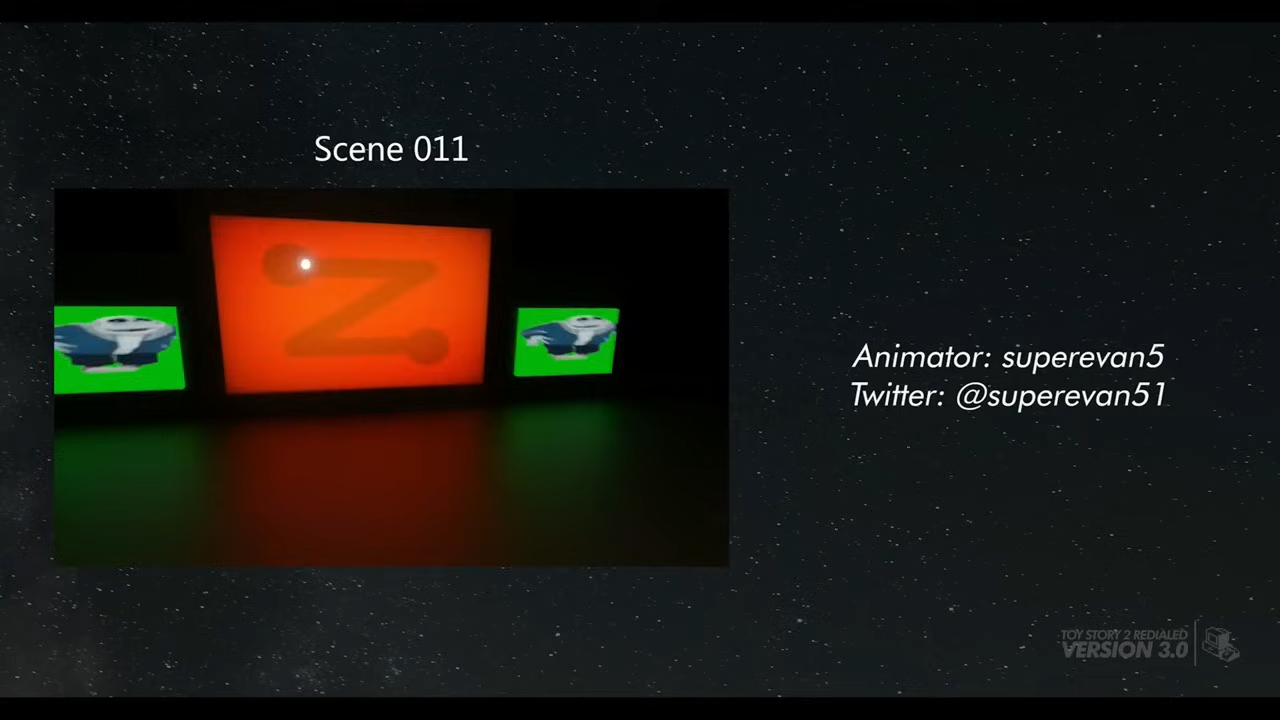 Scene 011
Animator: superevan5
Twitter: @superevan51
TOY STORY 2 REDIALED
VERSION 3.0